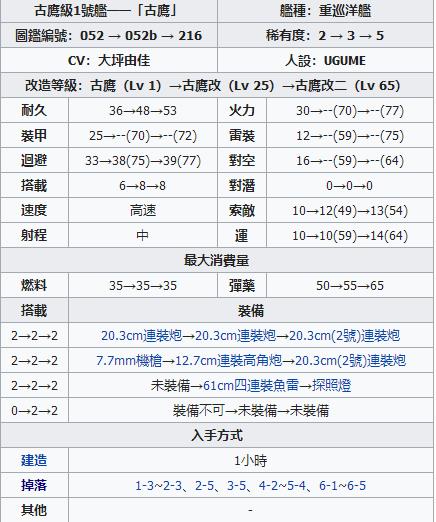 古鷹級1號艦——「古鷹」 艦種：重巡洋艦
圖鑑編號：052 → 052b → 216 稀有度：2 → 3 → 5
CV：大坪由佳 人設：UGUME
改造等級：古鷹（Lv 1）→古鷹改（Lv 25）→古鷹改二（Lv 65）
耐久 36→48→53 火力 30→--(70)→--(77)
裝甲 25→--(70)→--(72) 雷裝 12→--(59)→--(75)
迴避 33→38(75)→39(77) 對空 16→--(59)→--(64)
搭載 6→8→8 對潛 0→0→0
速度 高速 索敵 10→12(49)→13(54)
射程 中 運 10→10(59)→14(64)
最大消費量
燃料 35→35→35 彈藥 50→55→65
搭載 裝備
2→2→2 20.3cm連裝炮→20.3cm連裝炮→20.3cm(2號)連裝炮
2→2→2 7.7mm機槍→12.7cm連裝高角炮→20.3cm(2號)連裝炮
2→2→2 未裝備→61cm四連裝魚雷→探照燈
0→2→2 裝備不可→未裝備→未裝備
入手方式
建造 1小時
掉落 1-3~2-3、2-5、3-5、4-2~5-4、6-1~6-5
其他 -